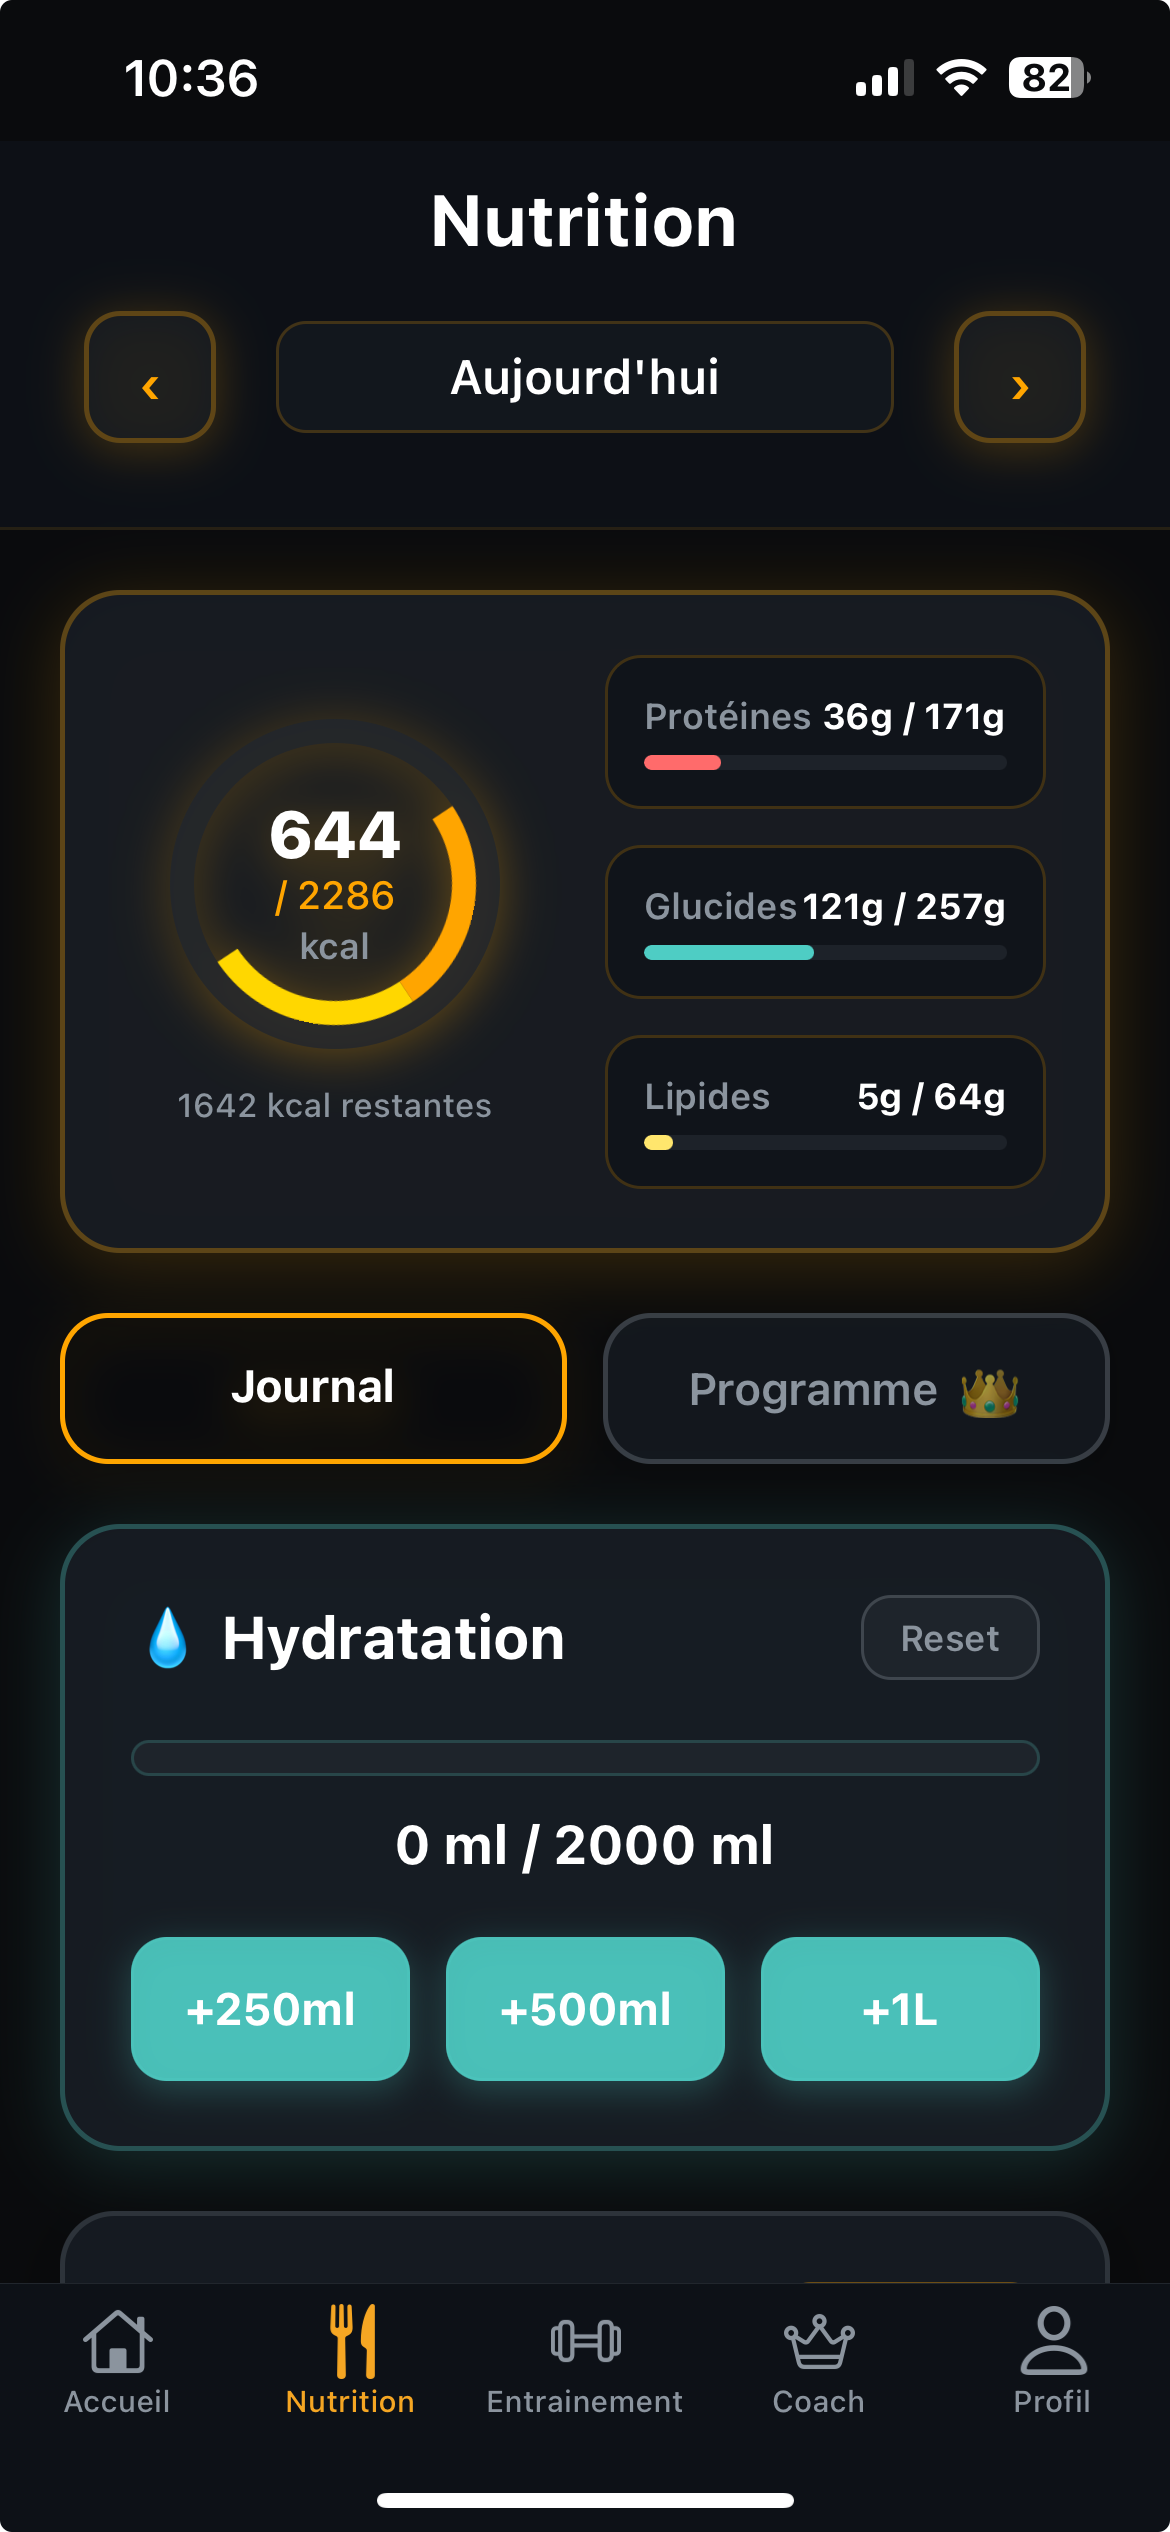 10:36
82
Nutrition
‹
Aujourd'hui
›
644
/ 2286
kcal
1642 kcal restantes
Protéines 36g / 171g
Glucides 121g / 257g
Lipides 5g / 64g
Journal
Programme
Hydratation
Reset
0 ml / 2000 ml
+250ml
+500ml
+1L
Accueil
Nutrition
Entrainement
Coach
Profil